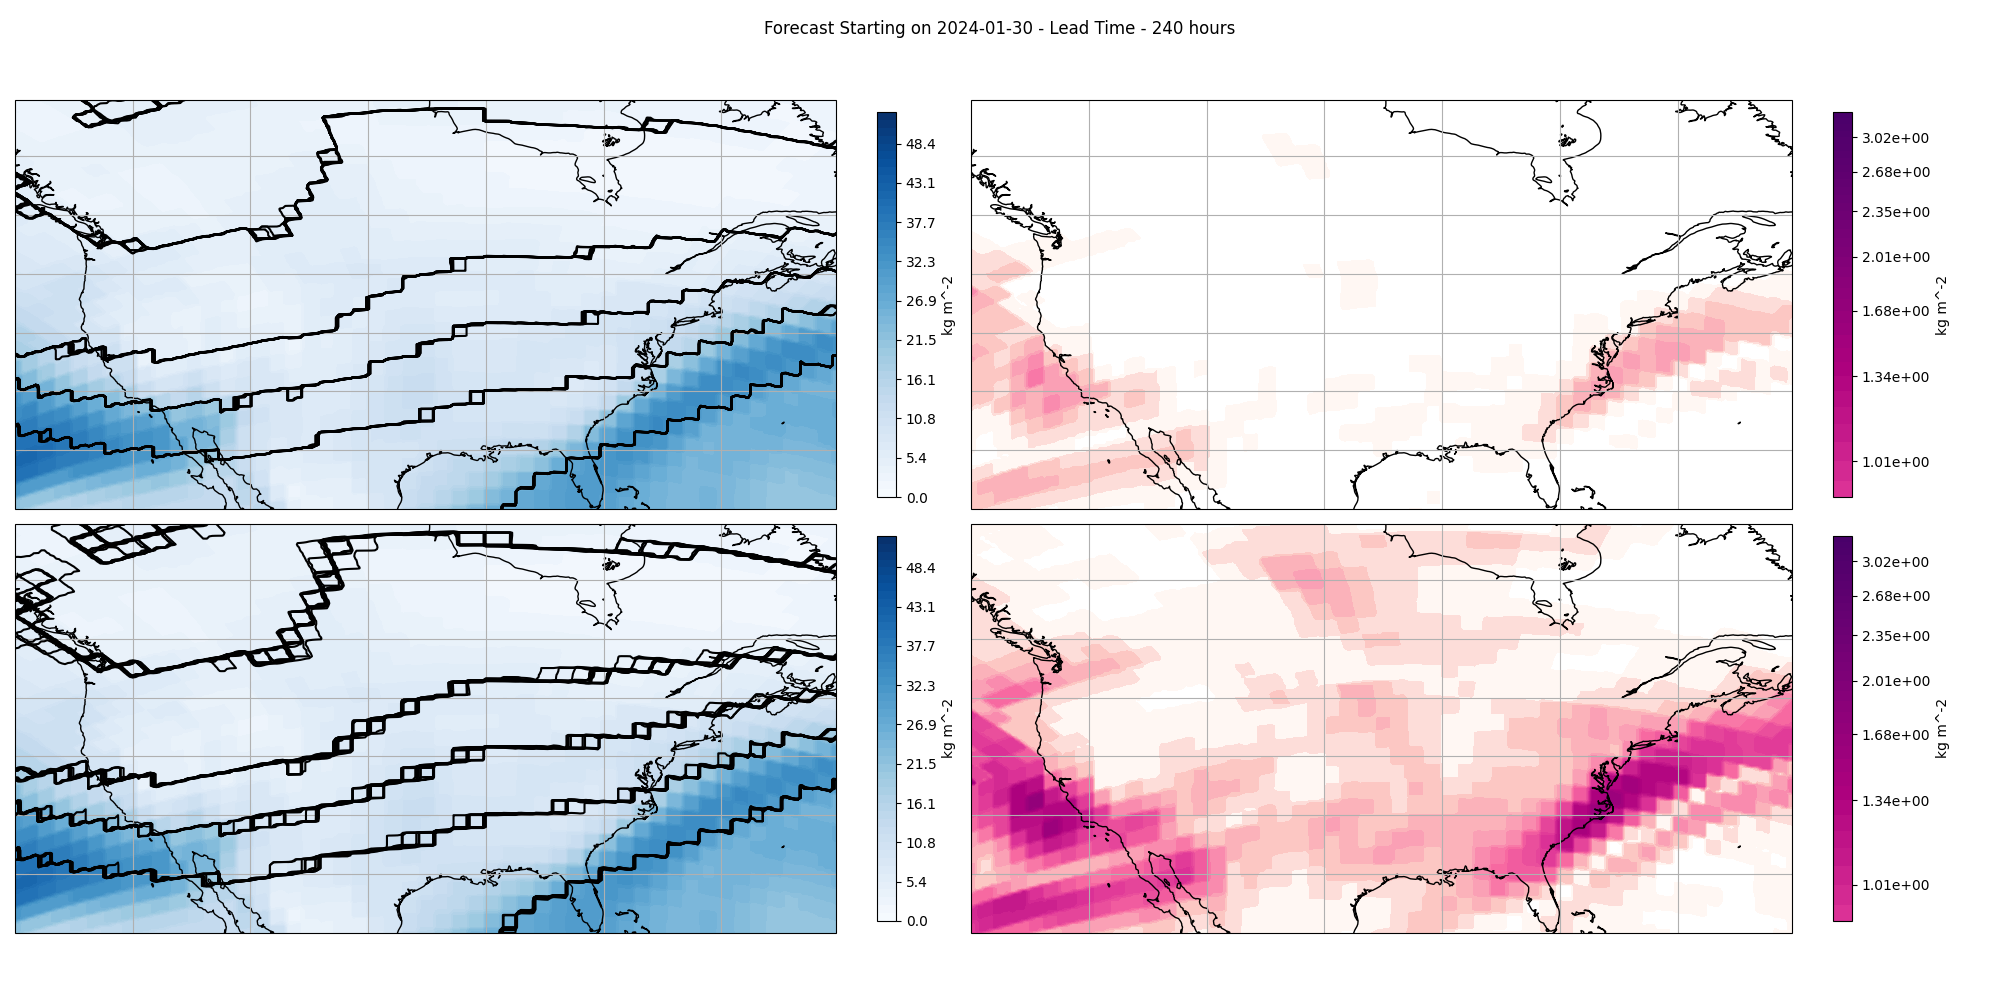 Forecast Starting on 2024-01-30 - Lead Time - 240 hours
48.4
43.1
37.7
32.3
26.9
21.5
16.1
10.8
5.4
0.0
kg m^-2
3.02e+00
2.68e+00
2.35e+00
2.01e+00
1.68e+00
1.34e+00
1.01e+00
kg m^-2
48.4
43.1
37.7
32.3
26.9
21.5
16.1
10.8
5.4
0.0
kg m^-2
3.02e+00
2.68e+00
2.35e+00
2.01e+00
1.68e+00
1.34e+00
1.01e+00
kg m^-2